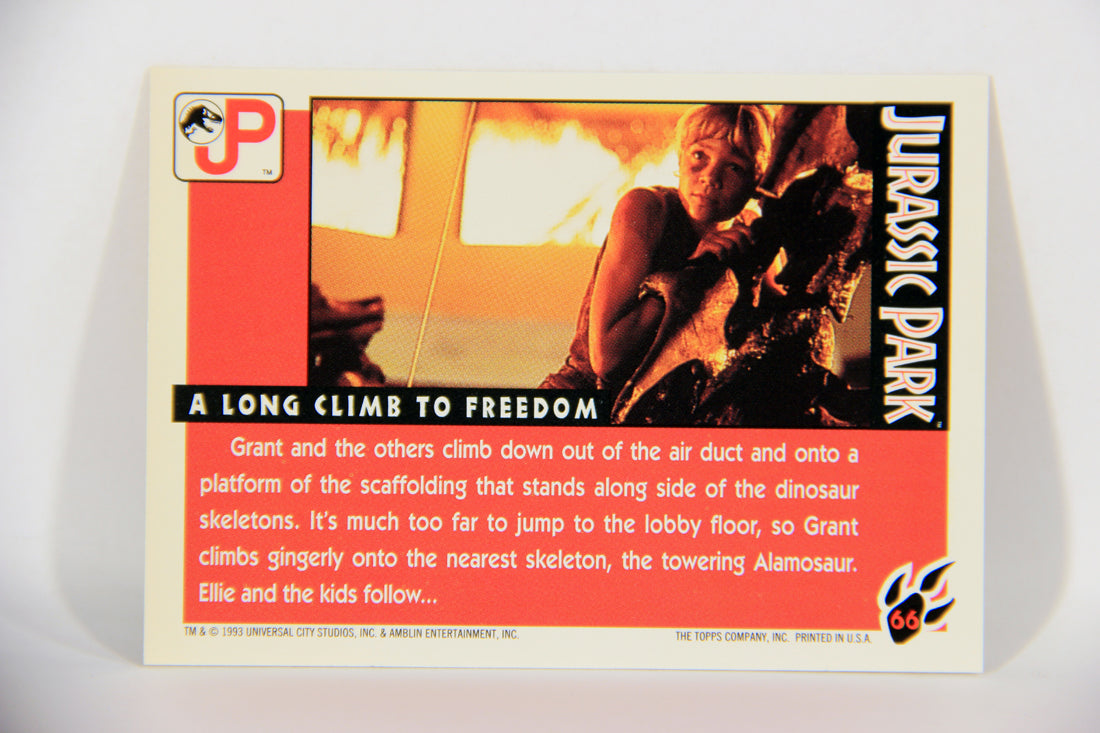 JP
TM
JURASSIC PARK
TM
A LONG CLIMB TO FREEDOM
Grant and the others climb down out of the air duct and onto a
platform of the scaffolding that stands along side of the dinosaur
skeletons. It's much too far to jump to the lobby floor, so Grant
climbs gingerly onto the nearest skeleton, the towering Alamosaur.
Ellie and the kids follow...
66
TM & © 1993 UNIVERSAL CITY STUDIOS, INC. & AMBLIN ENTERTAINMENT, INC.
THE TOPPS COMPANY, INC. PRINTED IN U.S.A.